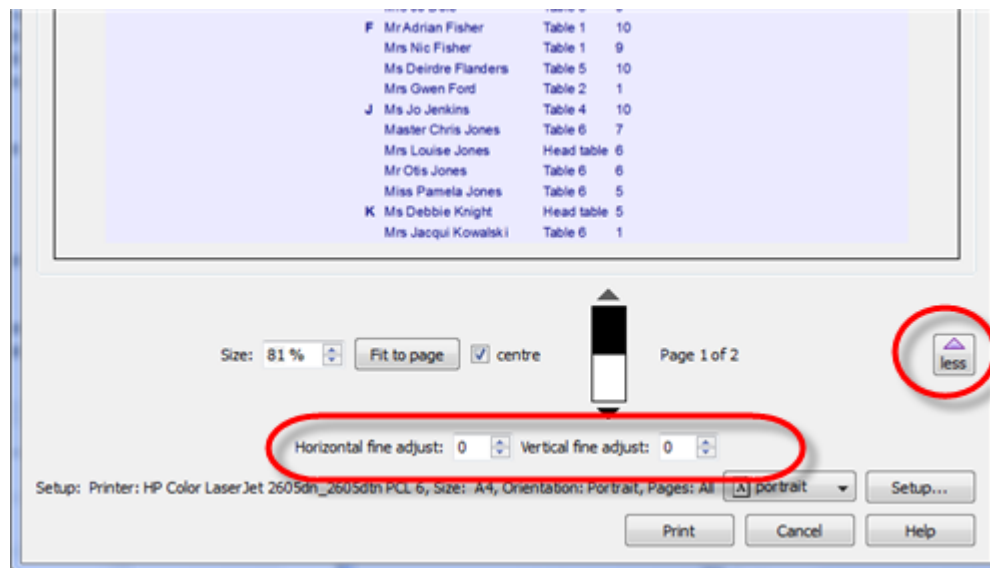 F Mr Adrian Fisher Table 1 10
Mrs Nic Fisher Table 1 9
Ms Deirdre Flanders Table 5 10
Mrs Gwen Ford Table 2 1
J Ms Jo Jenkins Table 4 10
Master Chris Jones Table 6 7
Mrs Louise Jones Head table 6
Mr Otis Jones Table 6 6
Miss Pamela Jones Table 6 5
K Ms Debbie Knight Head table 5
Mrs Jacqui Kowalski Table 6 1
Size: 81 % Fit to page centre Page 1 of 2 less
Horizontal fine adjust: 0 Vertical fine adjust: 0
Setup: Printer: HP Color LaserJet 2605dn_2605dtn PCL 6, Size: A4, Orientation: Portrait, Pages: All A portrait Setup...
Print Cancel Help